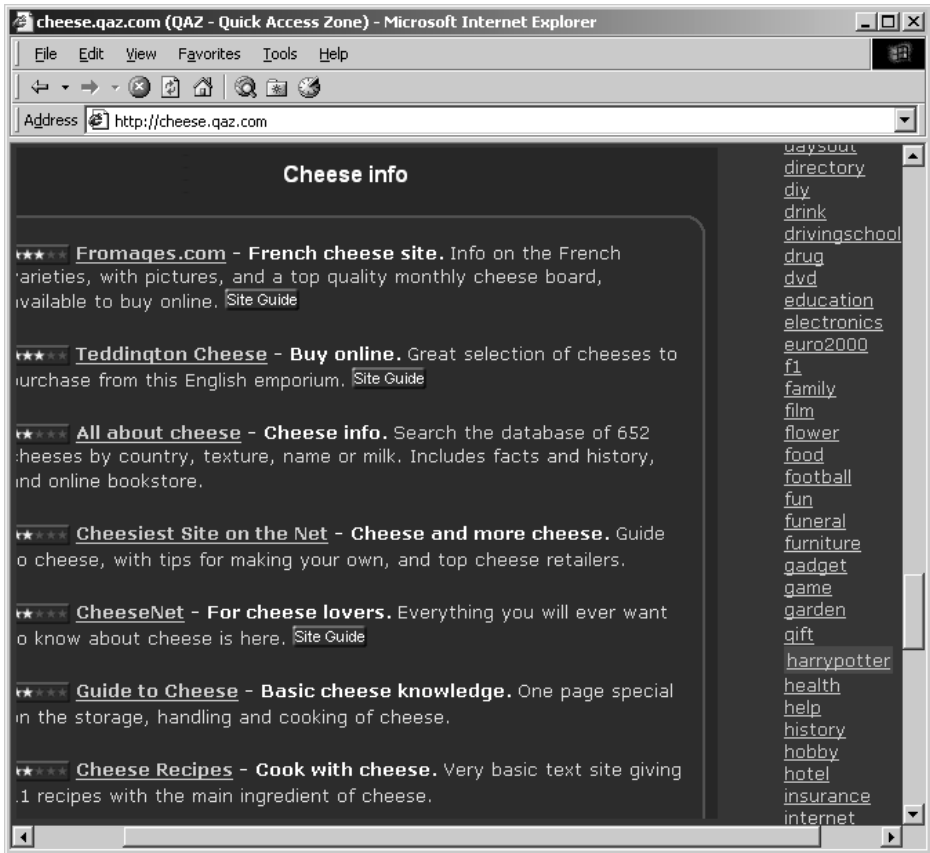 cheese.qaz.com (QAZ - Quick Access Zone) - Microsoft Internet Explorer
File Edit View Favorites Tools Help
Address http://cheese.qaz.com
Cheese info
Fromages.com - French cheese site. Info on the French
arieties, with pictures, and a top quality monthly cheese board,
vailable to buy online. Site Guide
Teddington Cheese - Buy online. Great selection of cheeses to
urchase from this English emporium. Site Guide
All about cheese - Cheese info. Search the database of 652
heeses by country, texture, name or milk. Includes facts and history,
nd online bookstore.
Cheesiest Site on the Net - Cheese and more cheese. Guide
o cheese, with tips for making your own, and top cheese retailers.
CheeseNet - For cheese lovers. Everything you will ever want
o know about cheese is here. Site Guide
Guide to Cheese - Basic cheese knowledge. One page special
n the storage, handling and cooking of cheese.
Cheese Recipes - Cook with cheese. Very basic text site giving
1 recipes with the main ingredient of cheese.
daysout
directory
diy
drink
drivingschool
drug
dvd
education
electronics
euro2000
f1
family
film
flower
food
football
fun
funeral
furniture
gadget
game
garden
gift
harrypotter
health
help
history
hobby
hotel
insurance
internet